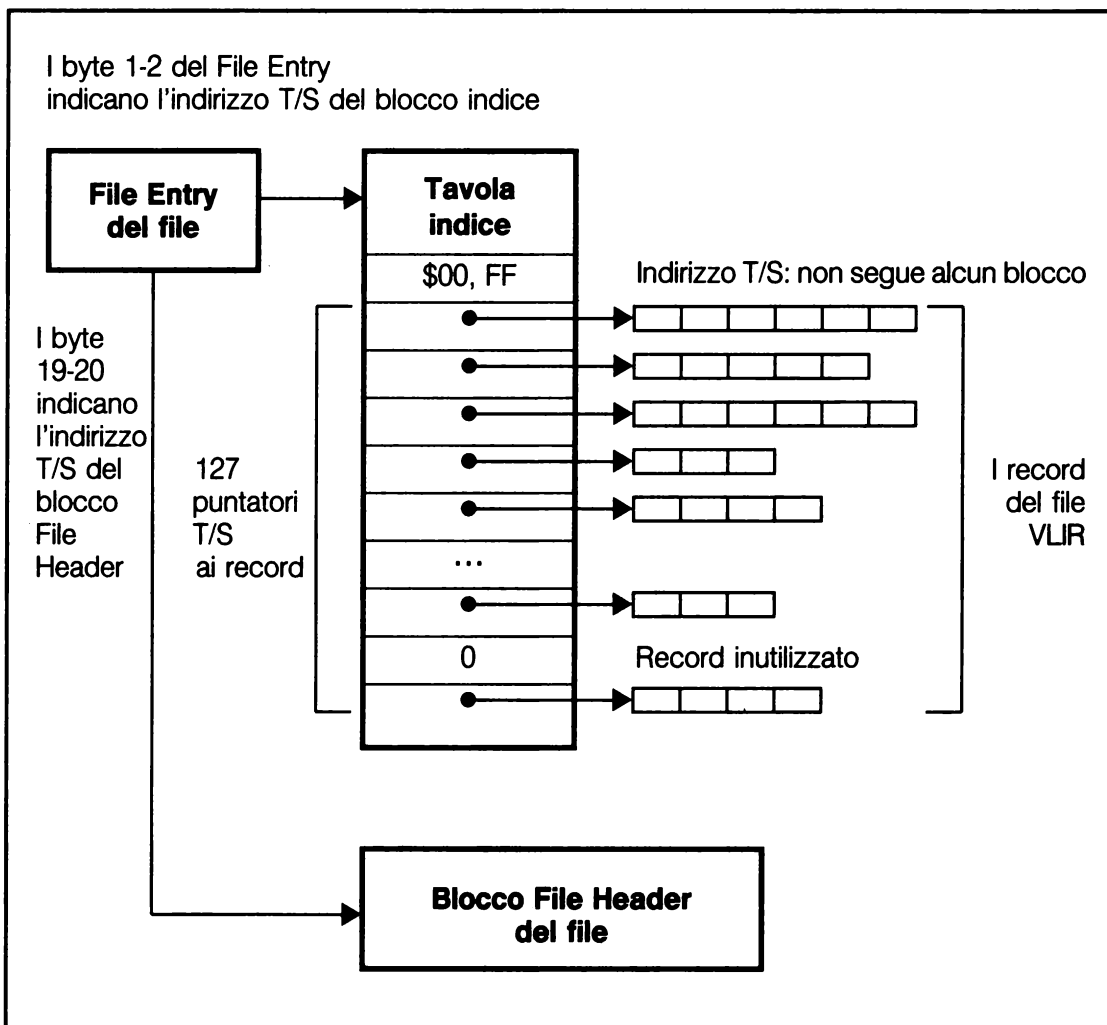 I byte 1-2 del File Entry
indicano l'indirizzo T/S del blocco indice
File Entry
del file
Tavola
indice
$00, FF
Indirizzo T/S: non segue alcun blocco
I byte
19-20
indicano
l'indirizzo
T/S del
blocco
File
Header
127
puntatori
T/S
ai record
...
0
Record inutilizzato
I record
del file
VLIR
Blocco File Header
del file